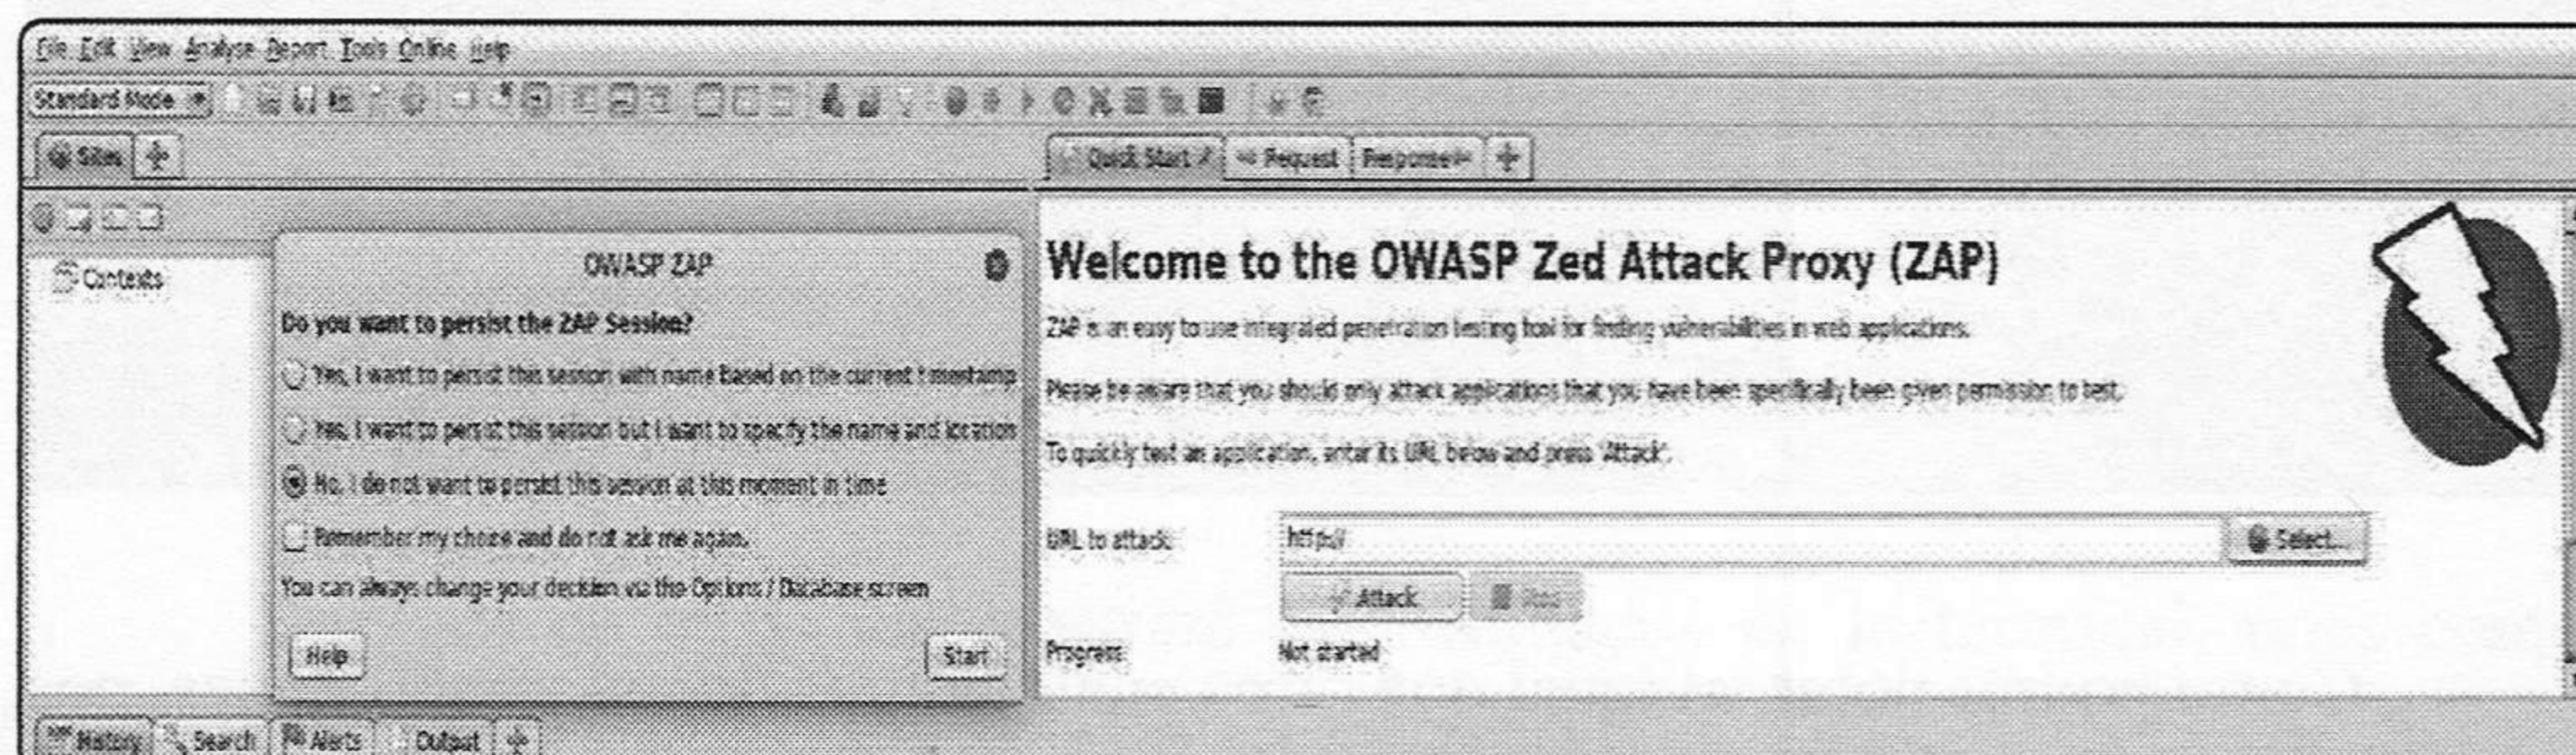 File Edit View Analyse Report Tools Online Help
Standard Mode
Sites
Quick Start Request Response
Contexts
OWASP ZAP
Do you want to persist the ZAP Session?
Yes, I want to persist this session with name based on the current timestamp
Yes, I want to persist this session but I want to specify the name and location
No, I do not want to persist this session at this moment in time
Remember my choice and do not ask me again.
You can always change your decision via the Options / Database screen
Help Start
Welcome to the OWASP Zed Attack Proxy (ZAP)
ZAP is an easy to use integrated penetration testing tool for finding vulnerabilities in web applications.
Please be aware that you should only attack applications that you have been specifically been given permission to test.
To quickly test an application, enter its URL below and press 'Attack'.
URL to attack: http:// Select...
Attack Stop
Progress: Not started
History Search Alerts Output